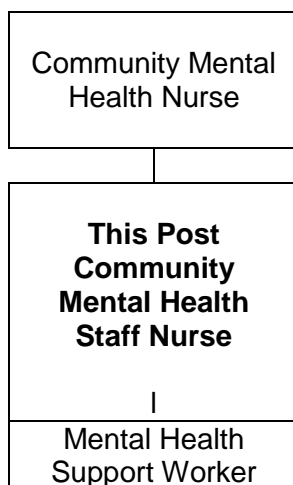 Community Mental
Health Nurse
This Post
Community
Mental Health
Staff Nurse
Mental Health
Support Worker